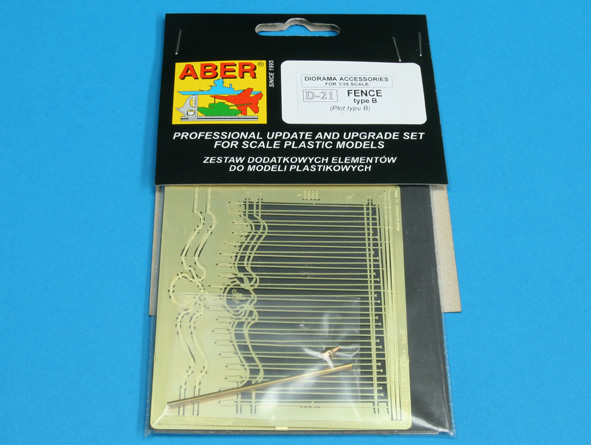 ABER
SINCE 1995
DIORAMA ACCESSORIES
FOR 1/35 SCALE
D-21 FENCE
type B
(Płot typu B)
PROFESSIONAL UPDATE AND UPGRADE SET
FOR SCALE PLASTIC MODELS
ZESTAW DODATKOWYCH ELEMENTÓW
DO MODELI PLASTIKOWYCH